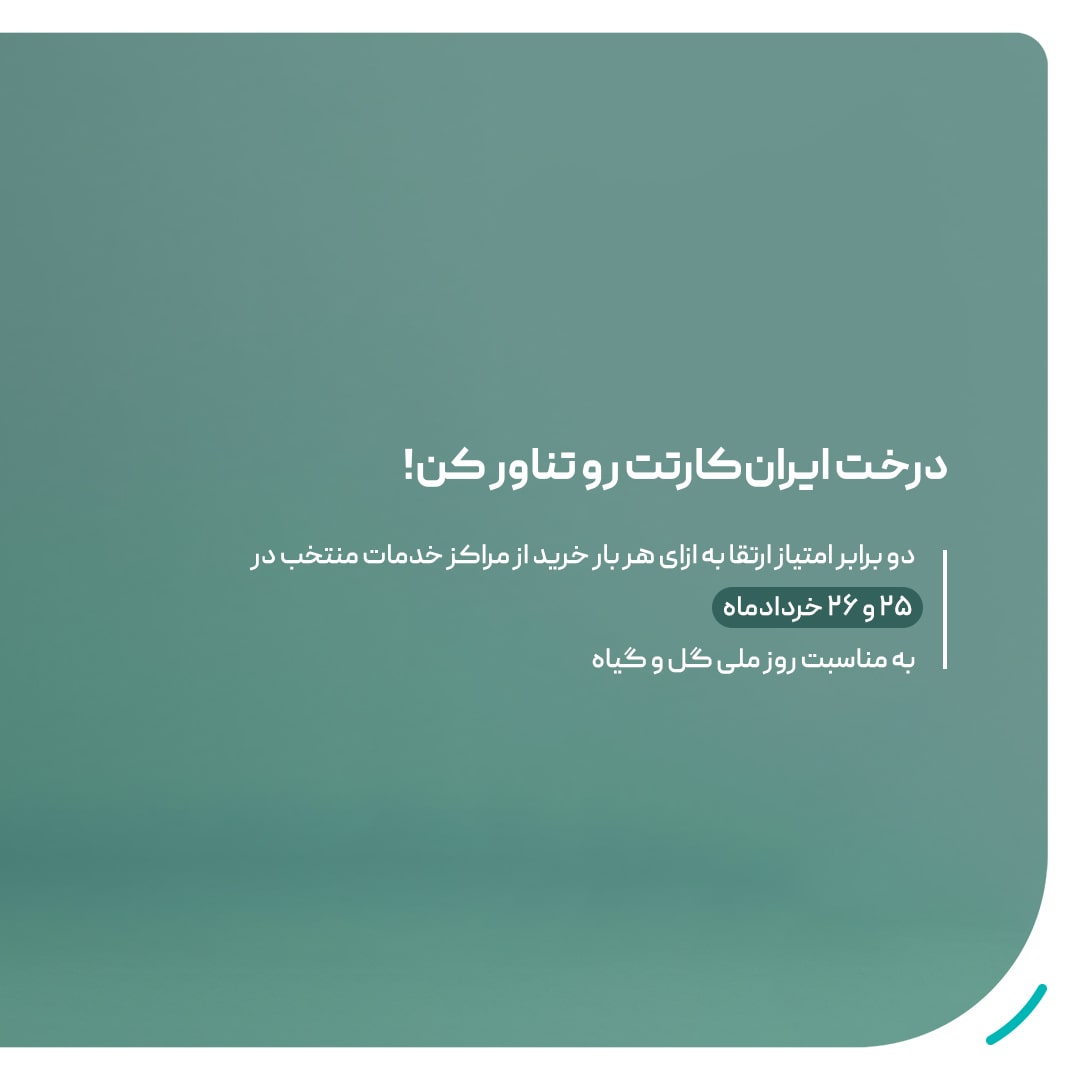 درخت ایران‌کارتت رو تناور کن!
دو برابر امتیاز ارتقا به ازای هر بار خرید از مراکز خدمات منتخب در
۲۵ و ۲۶ خردادماه
به مناسبت روز ملی گل و گیاه